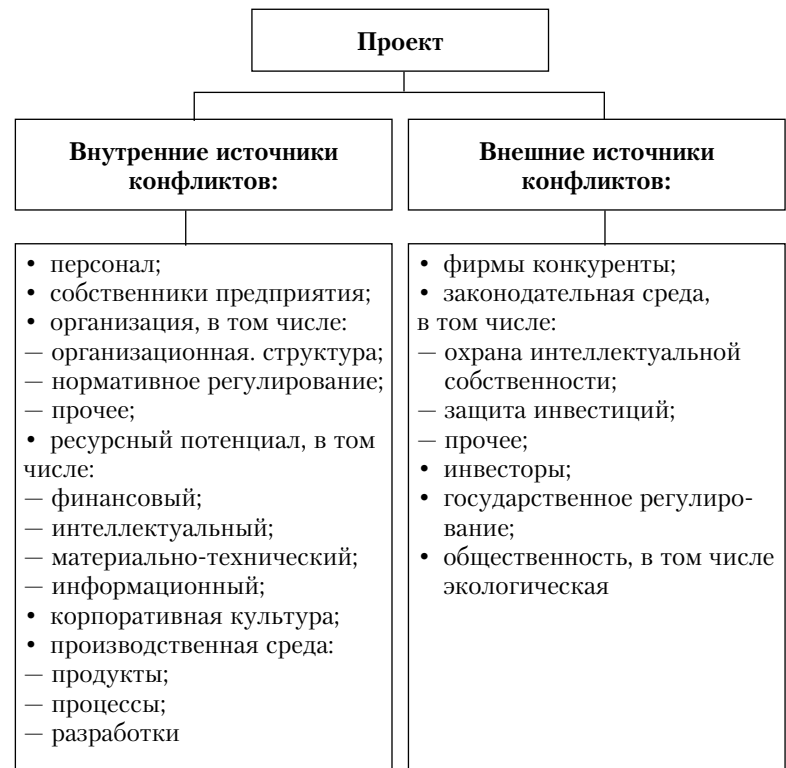 Проект
Внутренние источники
конфликтов:
• персонал;
• собственники предприятия;
• организация, в том числе:
— организационная. структура;
— нормативное регулирование;
— прочее;
• ресурсный потенциал, в том
числе:
— финансовый;
— интеллектуальный;
— материально-технический;
— информационный;
• корпоративная культура;
• производственная среда:
— продукты;
— процессы;
— разработки
Внешние источники
конфликтов:
• фирмы конкуренты;
• законодательная среда,
в том числе:
— охрана интеллектуальной
собственности;
— защита инвестиций;
— прочее;
• инвесторы;
• государственное регулиро-
вание;
• общественность, в том числе
экологическая